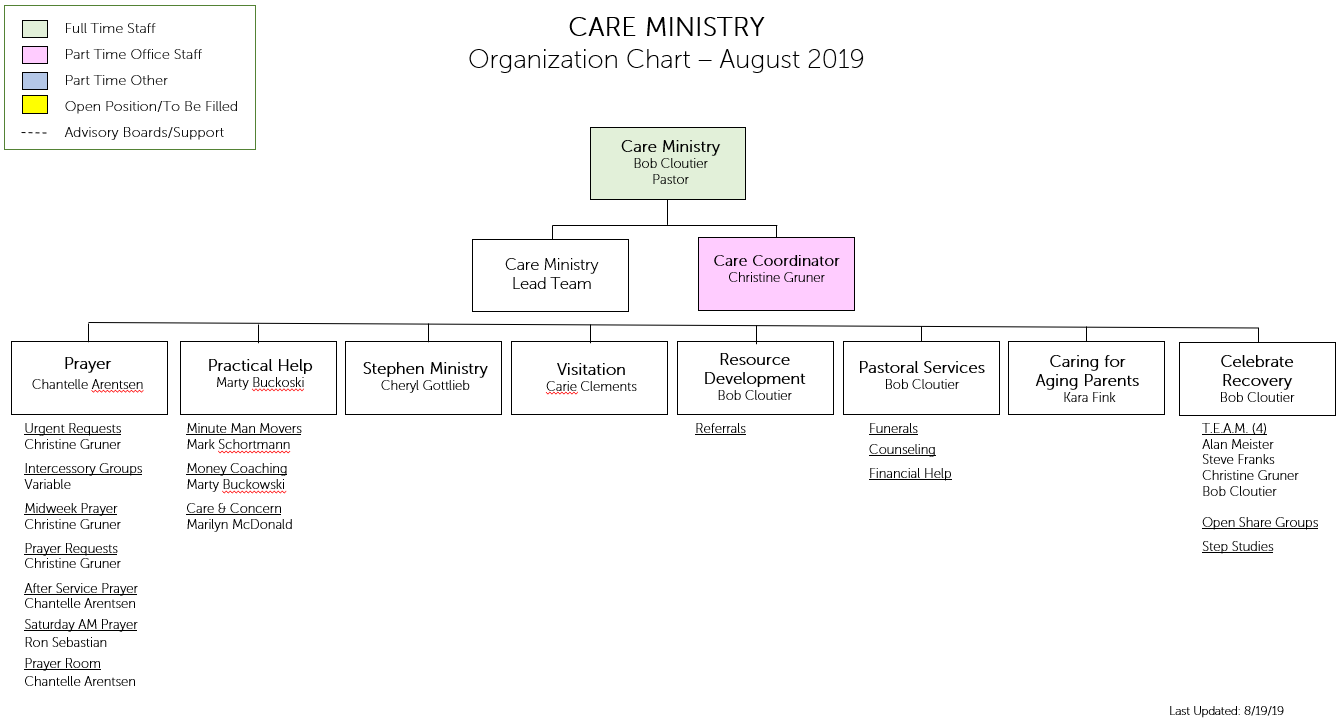 Full Time Staff
Part Time Office Staff
Part Time Other
Open Position/To Be Filled
Advisory Boards/Support
CARE MINISTRY
Organization Chart – August 2019
Care Ministry
Bob Cloutier
Pastor
Care Ministry
Lead Team
Care Coordinator
Christine Gruner
Prayer
Chantelle Arentsen
Urgent Requests
Christine Gruner
Intercessory Groups
Variable
Midweek Prayer
Christine Gruner
Prayer Requests
Christine Gruner
After Service Prayer
Chantelle Arentsen
Saturday AM Prayer
Ron Sebastian
Prayer Room
Chantelle Arentsen
Practical Help
Marty Buckoski
Minute Man Movers
Mark Schortmann
Money Coaching
Marty Buckowski
Care & Concern
Marilyn McDonald
Stephen Ministry
Cheryl Gottlieb
Visitation
Carie Clements
Resource
Development
Bob Cloutier
Referrals
Pastoral Services
Bob Cloutier
Funerals
Counseling
Financial Help
Caring for
Aging Parents
Kara Fink
Celebrate
Recovery
Bob Cloutier
T.E.A.M. (4)
Alan Meister
Steve Franks
Christine Gruner
Bob Cloutier
Open Share Groups
Step Studies
Last Updated: 8/19/19